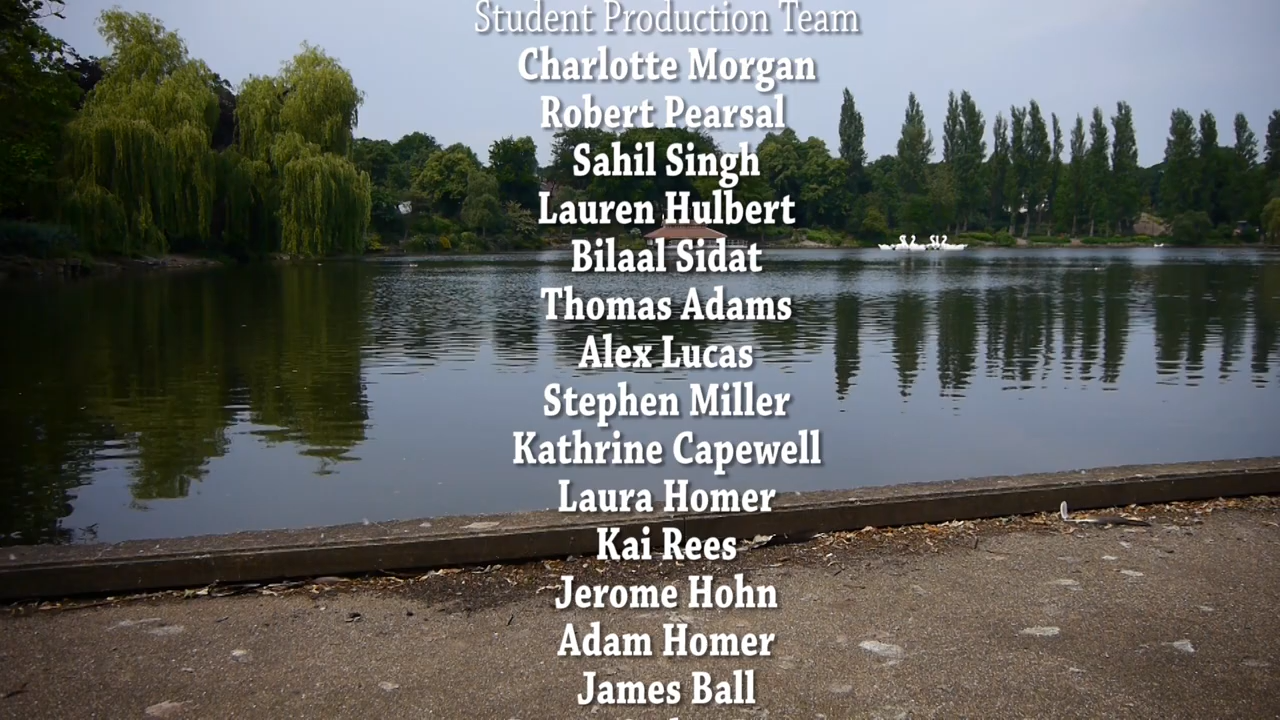 Student Production Team
Charlotte Morgan
Robert Pearsal
Sahil Singh
Lauren Hulbert
Bilaal Sidat
Thomas Adams
Alex Lucas
Stephen Miller
Kathrine Capewell
Laura Homer
Kai Rees
Jerome Hohn
Adam Homer
James Ball